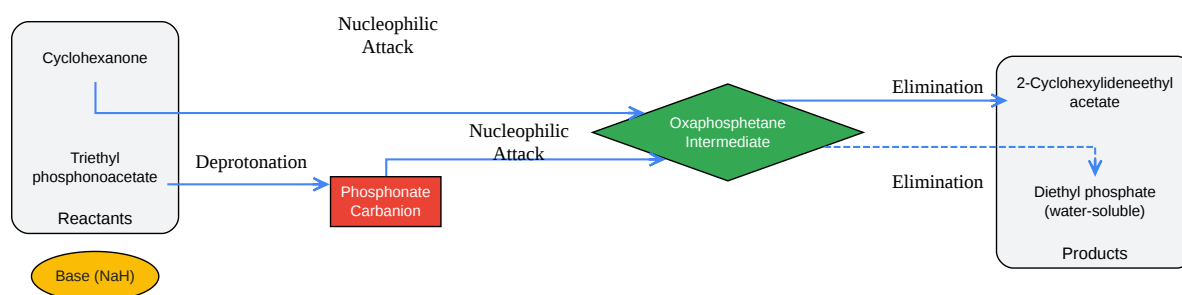 Nucleophilic
Attack
Cyclohexanone
Triethyl
phosphonoacetate
Reactants
Base (NaH)
Deprotonation
Phosphonate
Carbanion
Nucleophilic
Attack
Oxaphosphetane
Intermediate
Elimination
Elimination
2-Cyclohexylideneethyl
acetate
Diethyl phosphate
(water-soluble)
Products